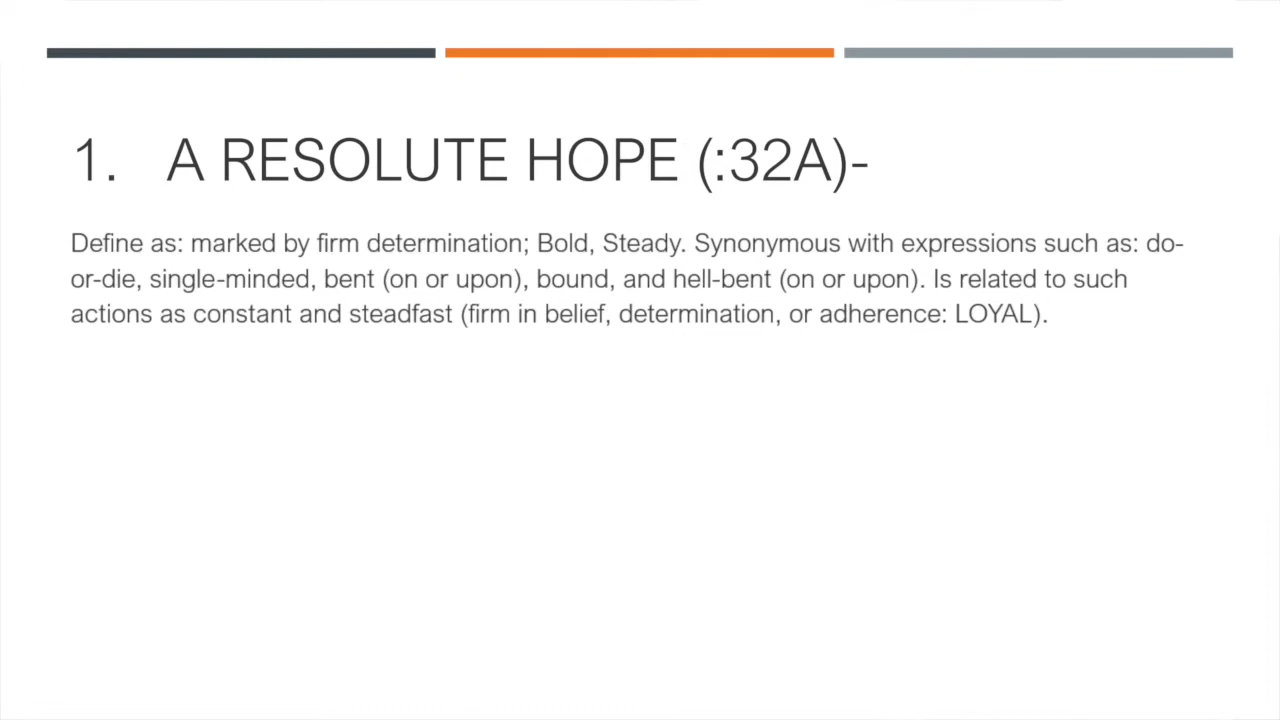 1. A RESOLUTE HOPE (:32A)-
Define as: marked by firm determination; Bold, Steady. Synonymous with expressions such as: do-
or-die, single-minded, bent (on or upon), bound, and hell-bent (on or upon). Is related to such
actions as constant and steadfast (firm in belief, determination, or adherence: LOYAL).